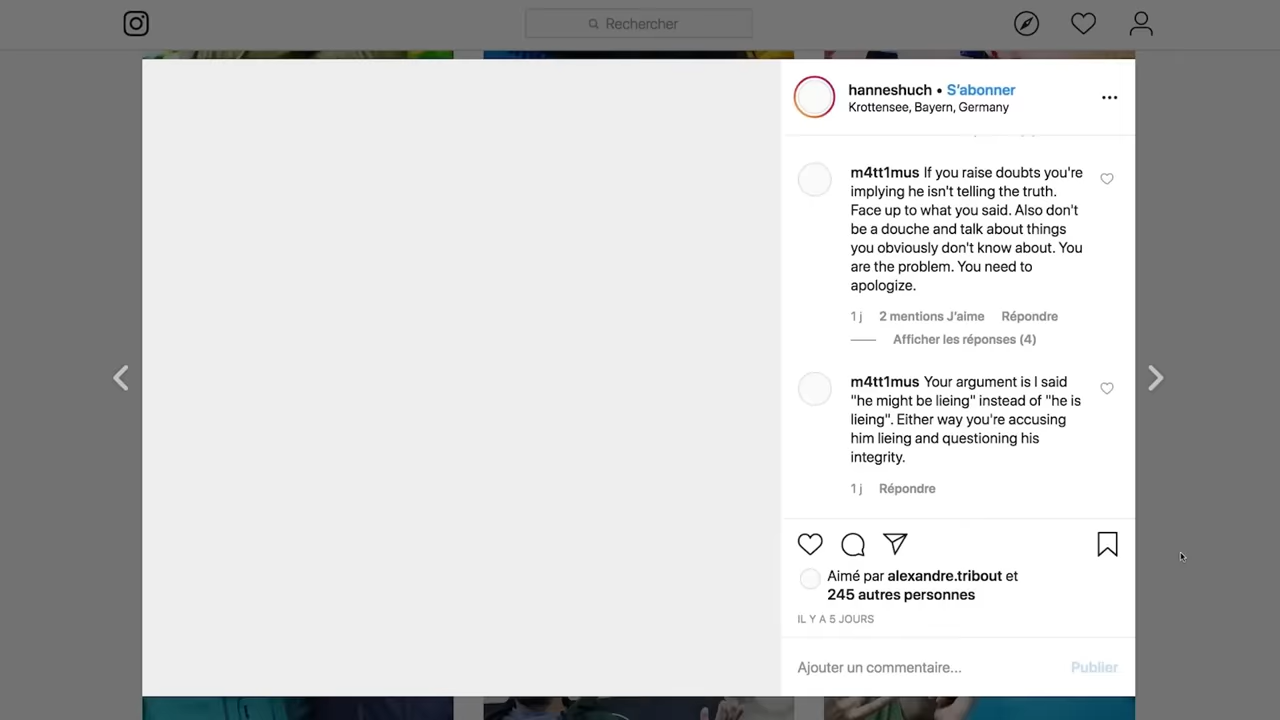 Rechercher
hanneshuch • S'abonner
Krottensee, Bayern, Germany
m4tt1mus If you raise doubts you're
implying he isn't telling the truth.
Face up to what you said. Also don't
be a douche and talk about things
you obviously don't know about. You
are the problem. You need to
apologize.
1 j 2 mentions J'aime Répondre
Afficher les réponses (4)
m4tt1mus Your argument is I said
"he might be lieing" instead of "he is
lieing". Either way you're accusing
him lieing and questioning his
integrity.
1 j Répondre
Aimé par alexandre.tribout et
245 autres personnes
IL Y A 5 JOURS
Ajouter un commentaire... Publier